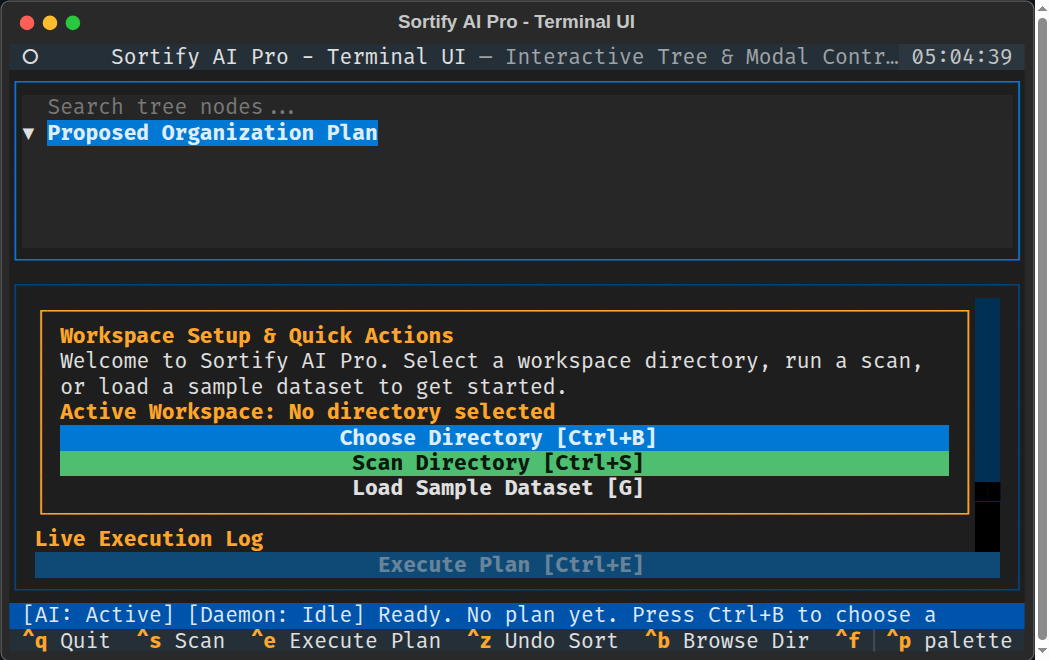 Sortify AI Pro - Terminal UI
Sortify AI Pro – Terminal UI — Interactive Tree & Modal Contr… 05:04:39
Search tree nodes...
▼ Proposed Organization Plan
Workspace Setup & Quick Actions
Welcome to Sortify AI Pro. Select a workspace directory, run a scan,
or load a sample dataset to get started.
Active Workspace: No directory selected
Choose Directory [Ctrl+B]
Scan Directory [Ctrl+S]
Load Sample Dataset [G]
Live Execution Log
Execute Plan [Ctrl+E]
[AI: Active] [Daemon: Idle] Ready. No plan yet. Press Ctrl+B to choose a
^q Quit ^s Scan ^e Execute Plan ^z Undo Sort ^b Browse Dir ^f ^p palette